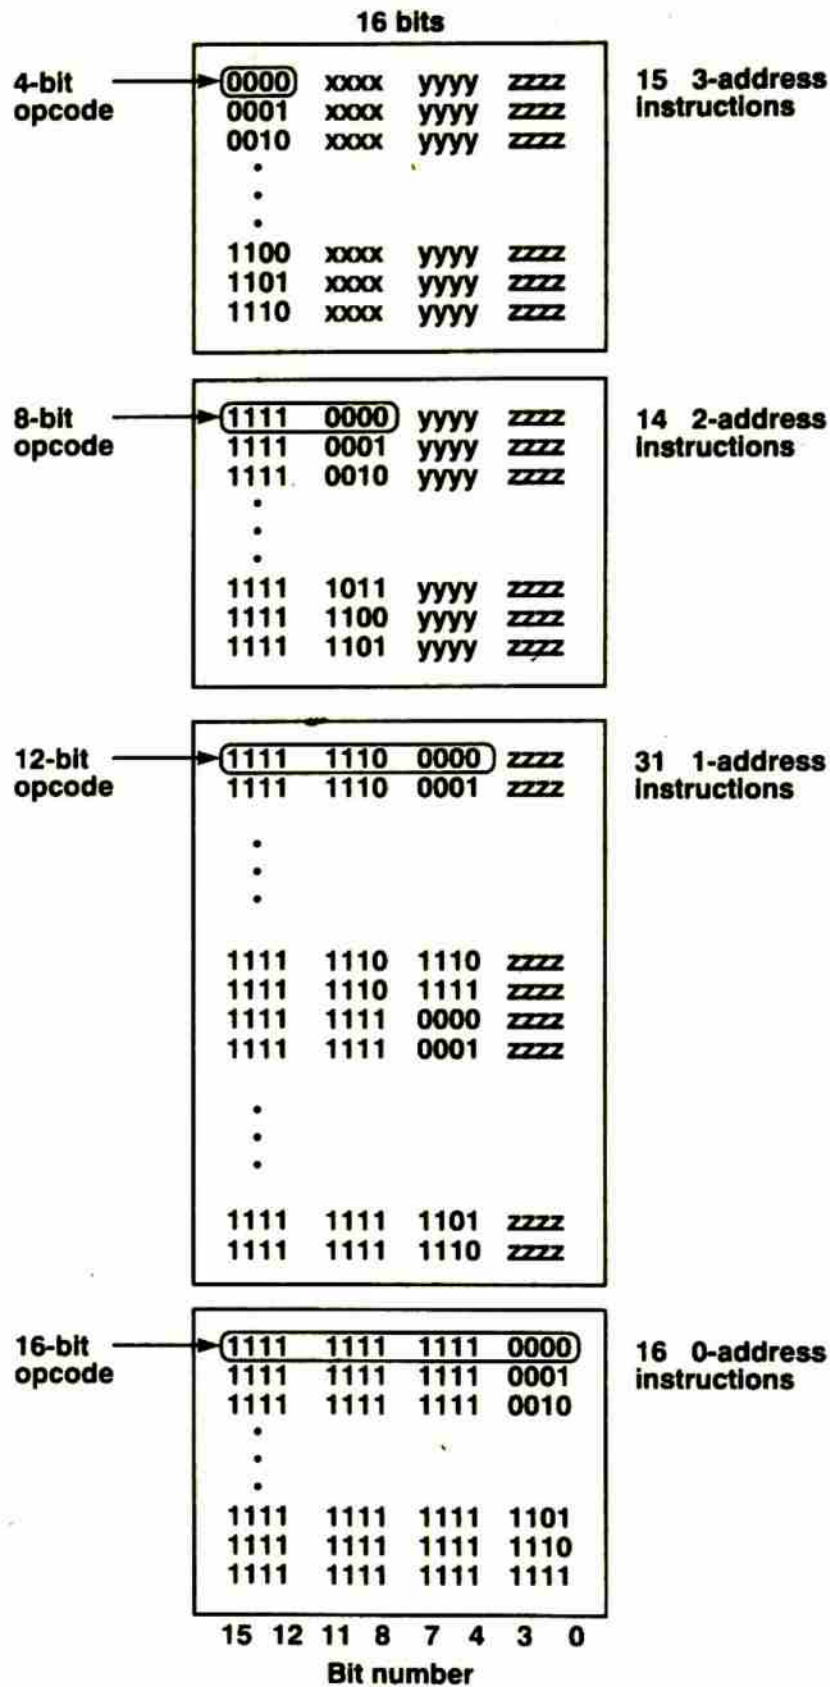 16 bits
4-bit opcode
0000 xxxx yyyy zzzz
15 3-address instructions
0001 xxxx yyyy zzzz
0010 xxxx yyyy zzzz
1100 xxxx yyyy zzzz
1101 xxxx yyyy zzzz
1110 xxxx yyyy zzzz
8-bit opcode
1111 0000 yyyy zzzz
14 2-address instructions
1111 0001 yyyy zzzz
1111 0010 yyyy zzzz
1111 1011 yyyy zzzz
1111 1100 yyyy zzzz
1111 1101 yyyy zzzz
12-bit opcode
1111 1110 0000 zzzz
31 1-address instructions
1111 1110 0001 zzzz
1111 1110 1110 zzzz
1111 1110 1111 zzzz
1111 1111 0000 zzzz
1111 1111 0001 zzzz
1111 1111 1101 zzzz
1111 1111 1110 zzzz
16-bit opcode
1111 1111 1111 0000
16 0-address instructions
1111 1111 1111 0001
1111 1111 1111 0010
1111 1111 1111 1101
1111 1111 1111 1110
1111 1111 1111 1111
15 12 11 8 7 4 3 0
Bit number